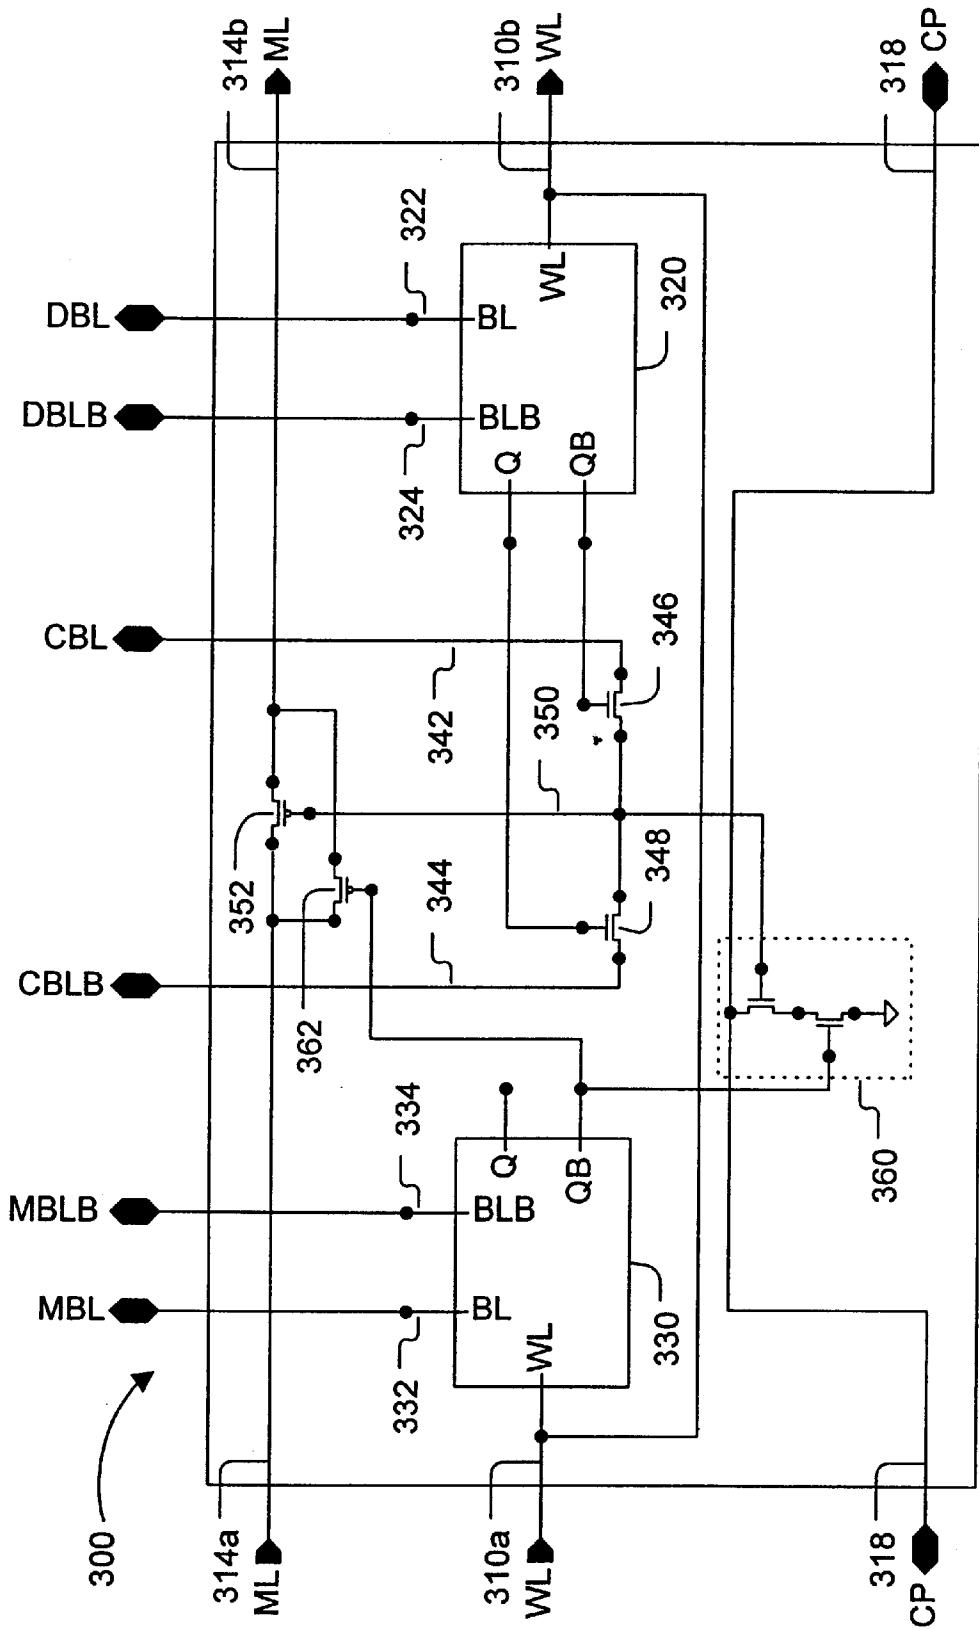 314b
ML
310b
WL
318
CP
DBL
322
DBLB
324
BL
BLB
WL
Q
QB
320
CBL
342
350
346
352
344
348
CBLB
362
MBLB
334
MBL
332
Q
QB
BLB
BL
WL
330
360
300
314a
ML
310a
WL
318
CP